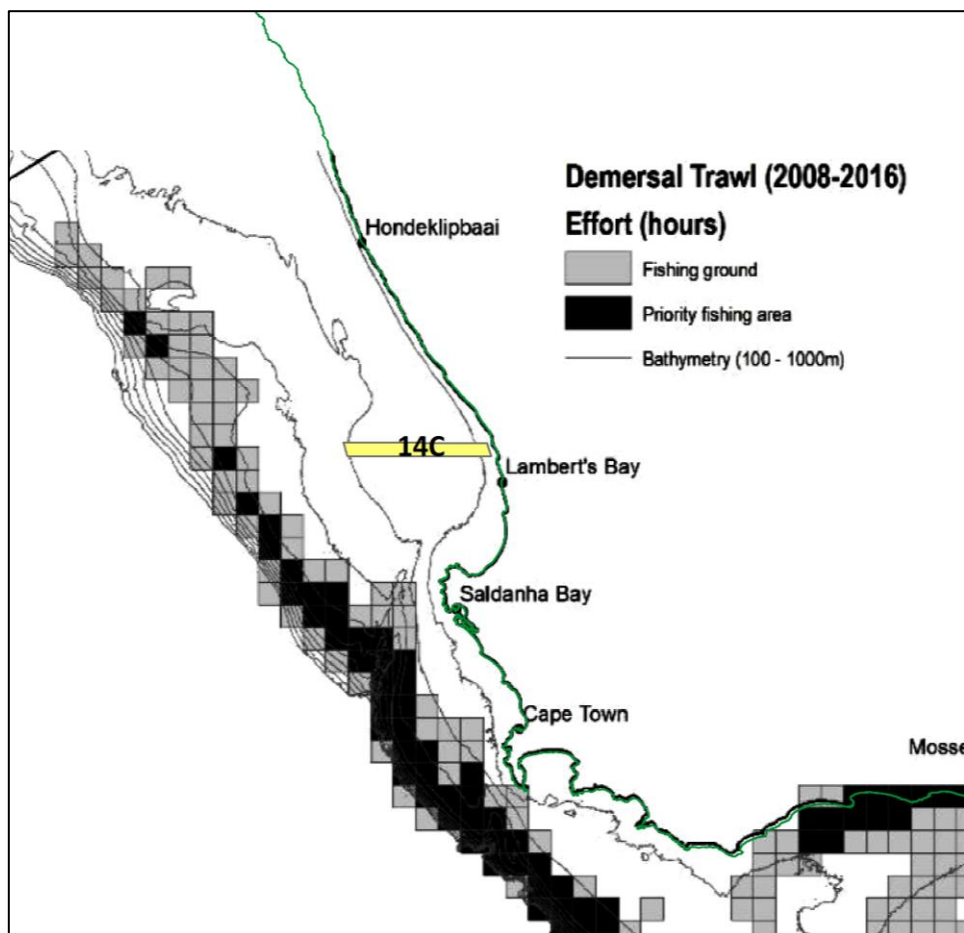 Demersal Trawl (2008-2016)
Effort (hours)
Fishing ground
Priority fishing area
Bathymetry (100 - 1000m)
Hondeklipbaai
14C
Lambert's Bay
Saldanha Bay
Cape Town
Mosse